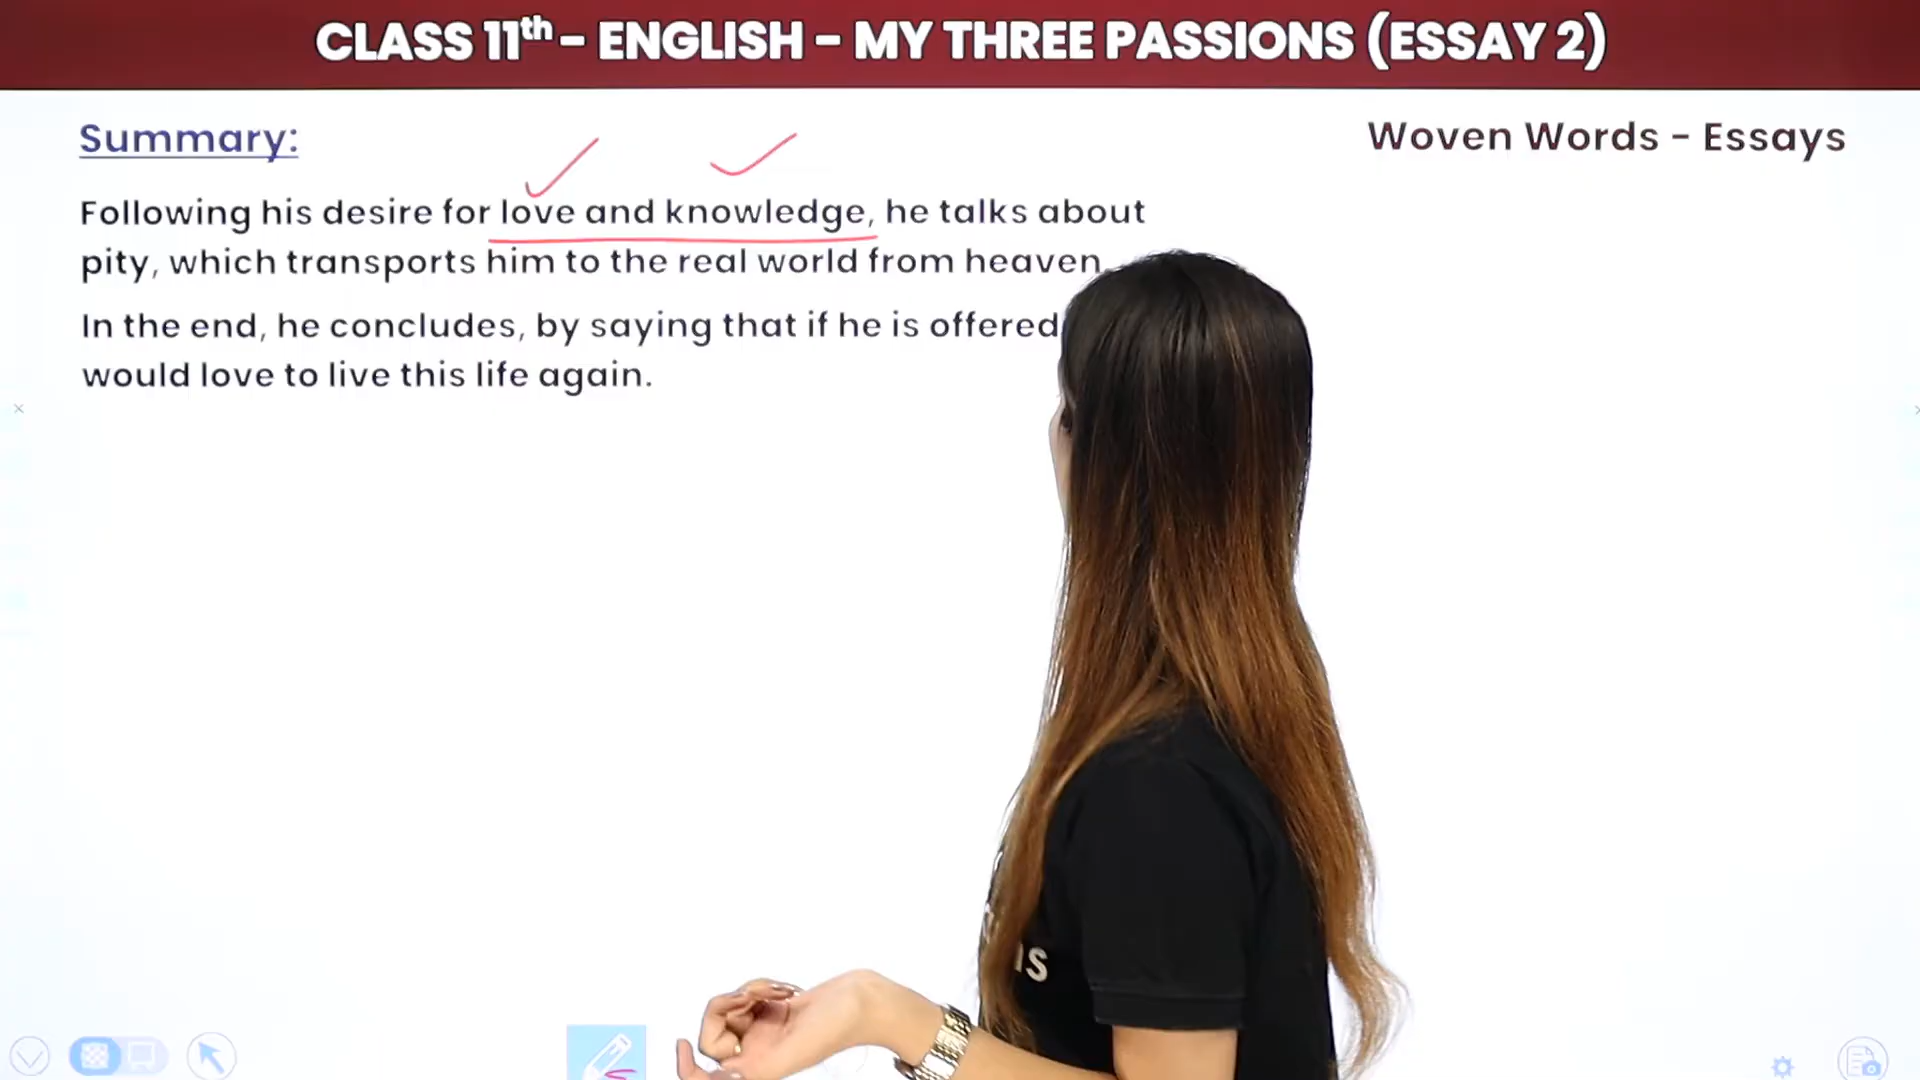 CLASS 11th - ENGLISH - MY THREE PASSIONS (ESSAY 2)
Summary:
Woven Words - Essays
Following his desire for love and knowledge, he talks about
pity, which transports him to the real world from heaven
In the end, he concludes, by saying that if he is offered
would love to live this life again.
ıs